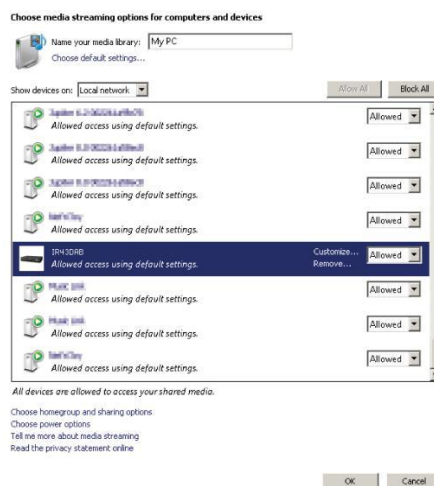 Choose media streaming options for computers and devices
Name your media library: My PC
Choose default settings...
Show devices on: Local network
Allow All
Block All
Allowed access using default settings.
Allowed
Allowed access using default settings.
Allowed
Allowed access using default settings.
Allowed
Allowed access using default settings.
Allowed
IR43DAB
Allowed access using default settings.
Customize...
Remove...
Allowed
Allowed access using default settings.
Allowed
Allowed access using default settings.
Allowed
Allowed access using default settings.
Allowed
All devices are allowed to access your shared media.
Choose homegroup and sharing options
Choose power options
Tell me more about media streaming
Read the privacy statement online
OK
Cancel